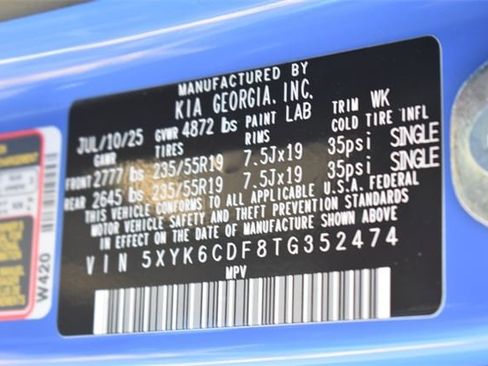 MANUFACTURED BY
KIA GEORGIA, INC.
JUL/10/25 GVWR 4872 lbs PAINT LAB TRIM WK
GAWR TIRES RIMS COLD TIRE INFL
FRONT 2777 lbs 235/55R19 7.5Jx19 35psi SINGLE
REAR 2645 lbs 235/55R19 7.5Jx19 35psi SINGLE
THIS VEHICLE CONFORMS TO ALL APPLICABLE U.S.A. FEDERAL
MOTOR VEHICLE SAFETY AND THEFT PREVENTION STANDARDS
IN EFFECT ON THE DATE OF MANUFACTURE SHOWN ABOVE
VIN 5XYK6CDF8TG352474
MPV
W420